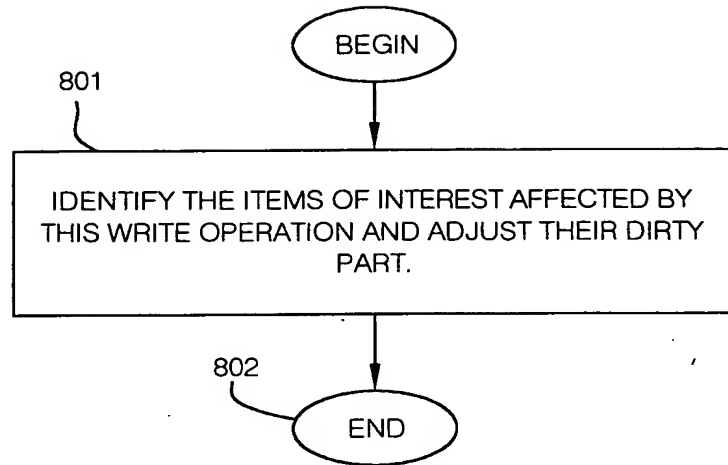 BEGIN
801
IDENTIFY THE ITEMS OF INTEREST AFFECTED BY
THIS WRITE OPERATION AND ADJUST THEIR DIRTY
PART.
802
END